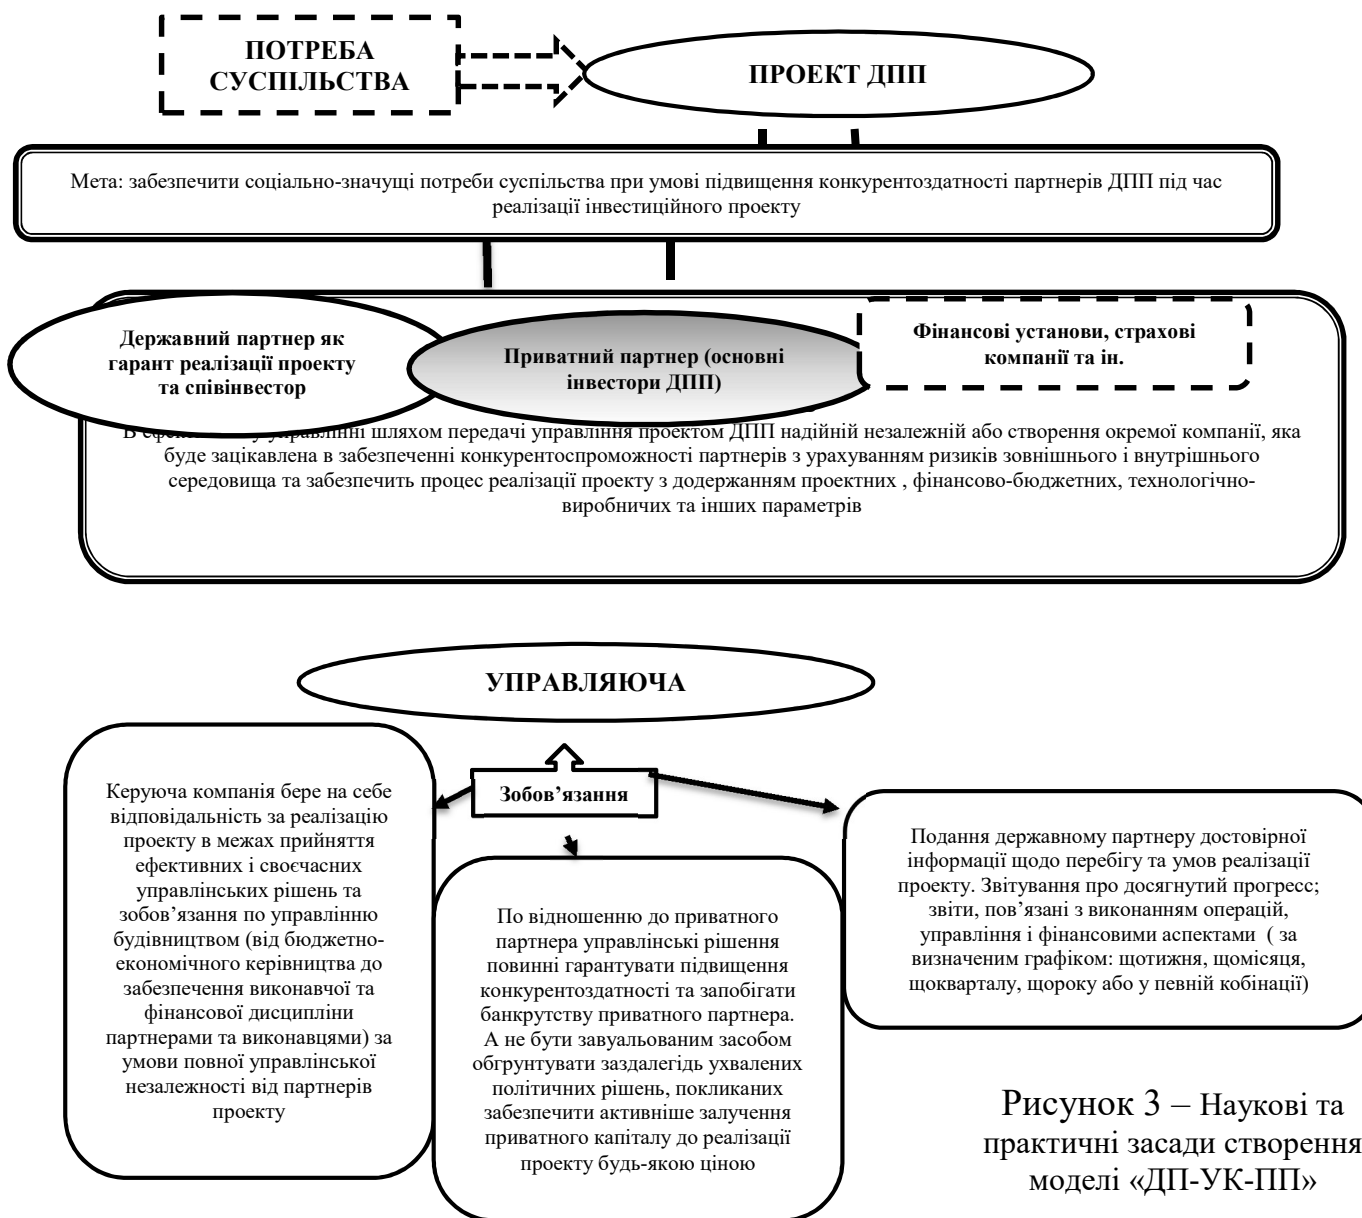 ПОТРЕБА
СУСПІЛЬСТВА
ПРОЕКТ ДПП
Мета: забезпечити соціально-значущі потреби суспільства при умові підвищення конкурентоздатності партнерів ДПП під час
реалізації інвестиційного проекту
Державний партнер як
гарант реалізації проекту
та співінвестор
Приватний партнер (основні
інвестори ДПП)
Фінансові установи, страхові
компанії та ін.
В управлінні шляхом передачі управління проектом ДПП надійній незалежній або створення окремої компанії, яка
буде зацікавлена в забезпеченні конкурентоспроможності партнерів з урахуванням ризиків зовнішнього і внутрішнього
середовища та забезпечить процес реалізації проекту з додержанням проектних , фінансово-бюджетних, технологічно-
виробничих та інших параметрів
УПРАВЛЯЮЧА
Зобов’язання
Керуюча компанія бере на себе
відповідальність за реалізацію
проекту в межах прийняття
ефективних і своєчасних
управлінських рішень та
зобов’язання по управлінню
будівництвом (від бюджетно-
економічного керівництва до
забезпечення виконавчої та
фінансової дисципліни
партнерами та виконавцями) за
умови повної управлінської
незалежності від партнерів
проекту
По відношенню до приватного
партнера управлінські рішення
повинні гарантувати підвищення
конкурентоздатності та запобігати
банкрутству приватного партнера.
А не бути завуальованим засобом
обгрунтувати заздалегідь ухвалених
політичних рішень, покликаних
забезпечити активніше залучення
приватного капіталу до реалізації
проекту будь-якою ціною
Подання державному партнеру достовірної
інформації щодо перебігу та умов реалізації
проекту. Звітування про досягнутий прогресс;
звіти, пов’язані з виконанням операцій,
управління і фінансовими аспектами ( за
визначеним графіком: щотижня, щомісяця,
щокварталу, щороку або у певній кобінації)
Рисунок 3 – Наукові та
практичні засади створення
моделі «ДП-УК-ПП»